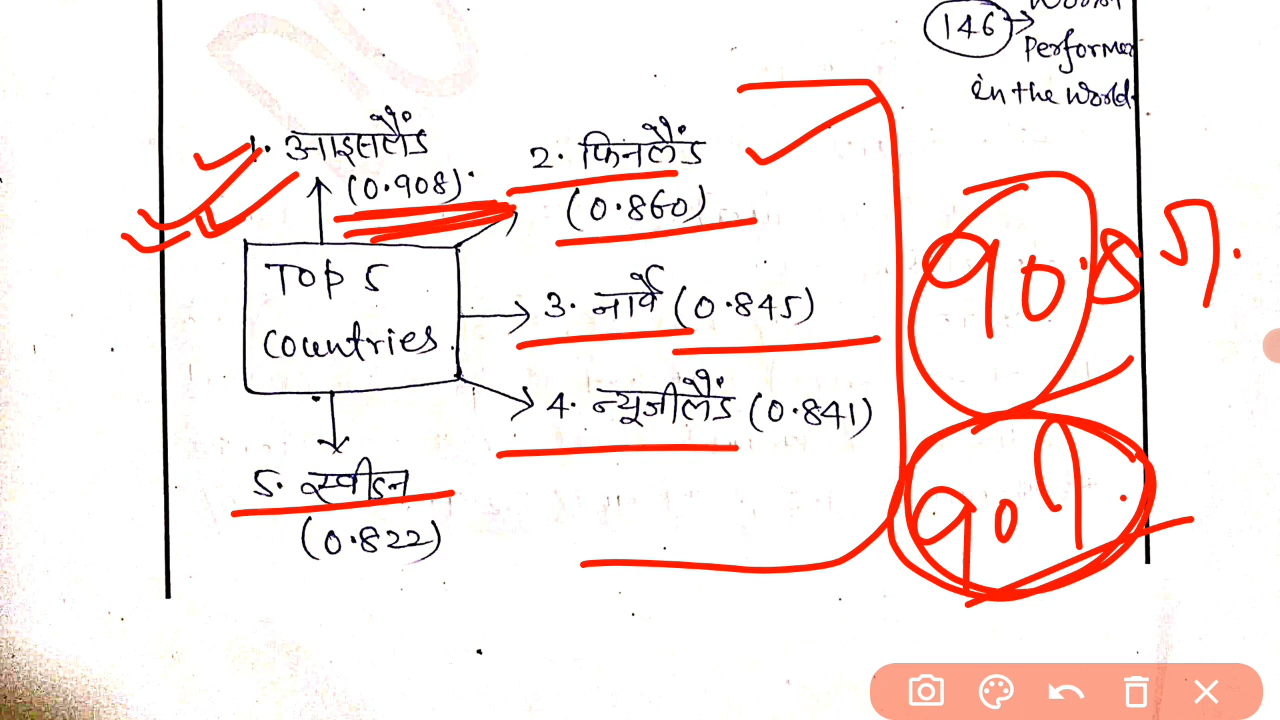 146 →
Performer
in the World.
1. आइसलैंड
(0.908).
2. फिनलैंड
(0.860)
TOP 5
Countries.
3. नार्वे (0.845)
4. न्यूजीलैंड (0.841)
5. स्वीडन
(0.822)
90.8%.
90%